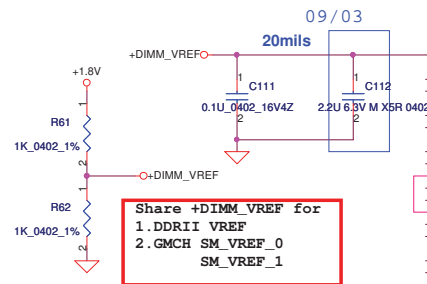 09/03
20mils
+DIMM_VREF
+1.8V
1
C111
0.1U_0402_16V4Z
2
1
C112
2.2U 6.3V M X5R 0402
2
1
R61
1K_0402_1%
2
+DIMM_VREF
1
R62
1K_0402_1%
2
Share +DIMM_VREF for
1.DDRII VREF
2.GMCH SM_VREF_0
SM_VREF_1